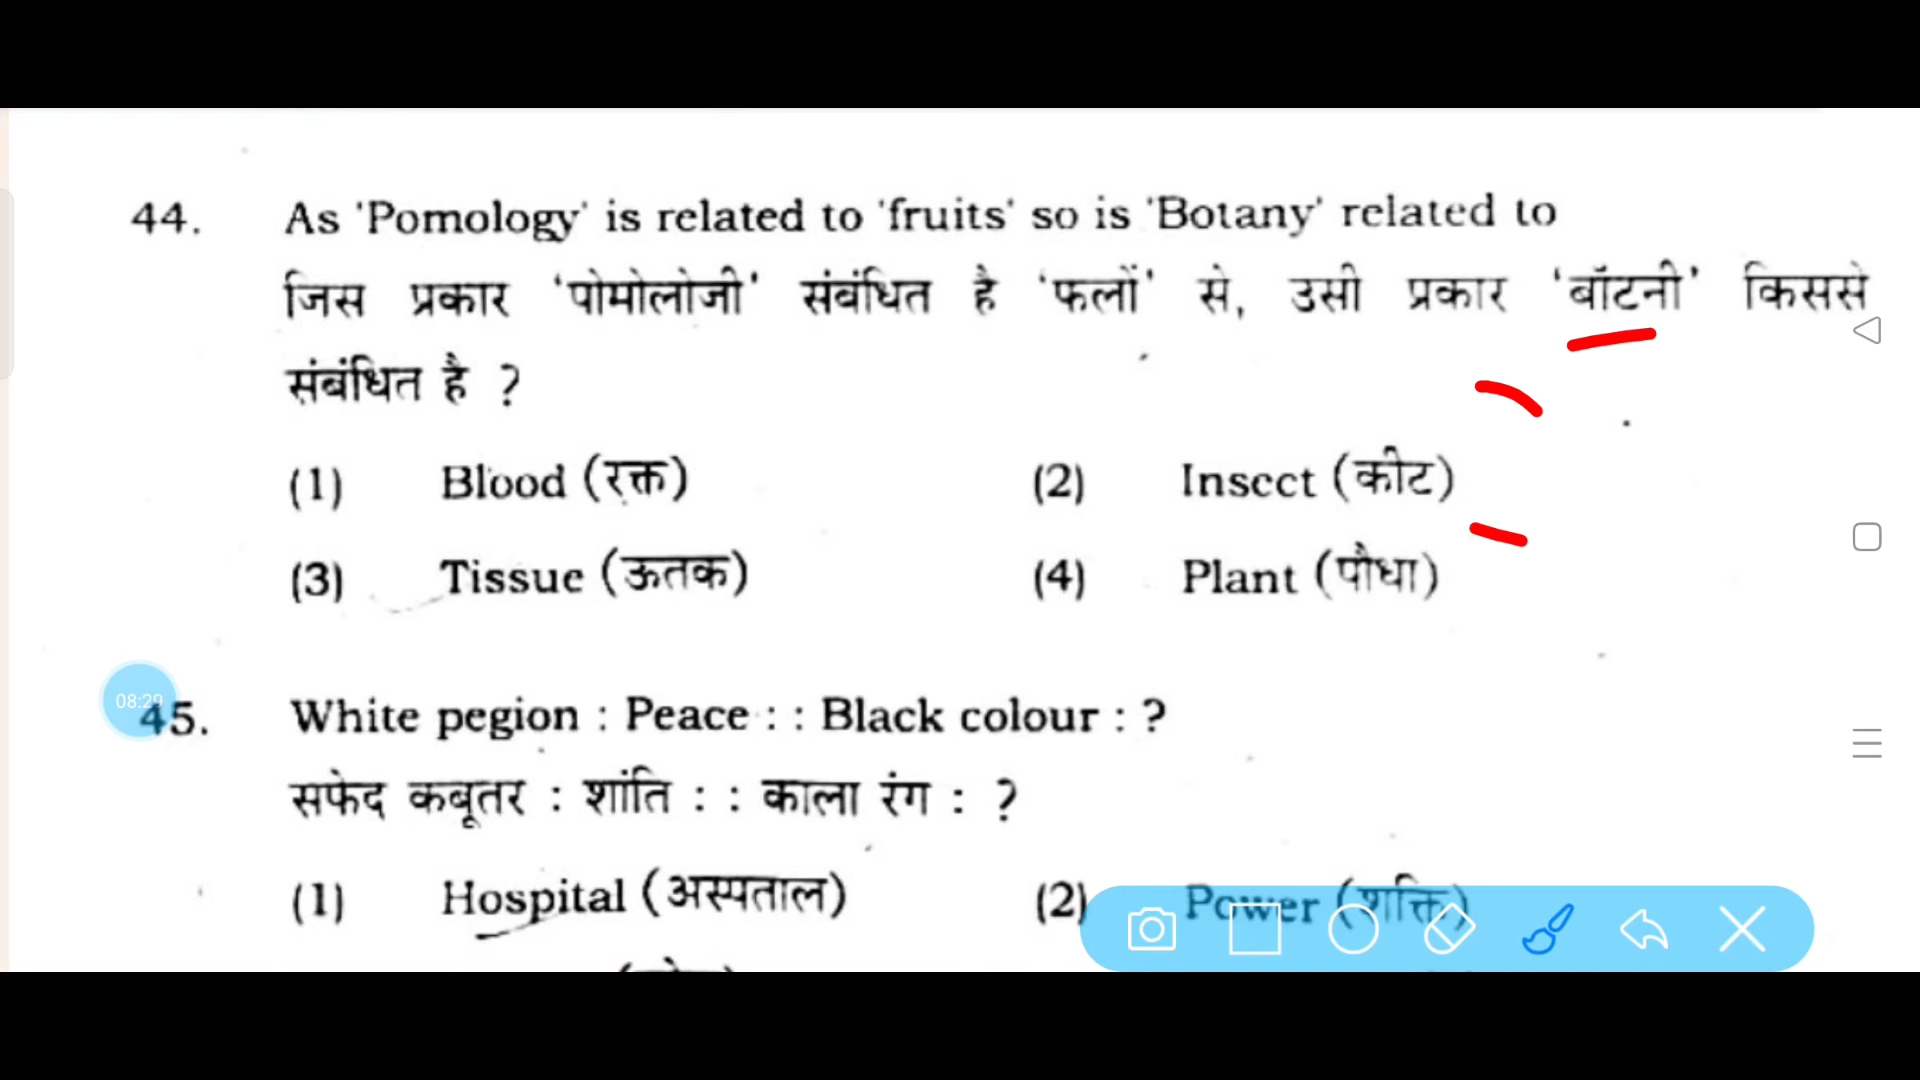 44. As 'Pomology' is related to 'fruits' so is 'Botany' related to
जिस प्रकार 'पोमोलोजी' संबंधित है 'फलों' से, उसी प्रकार 'बॉटनी' किससे
संबंधित है ?
(1) Blood (रक्त) (2) Insect (कीट)
(3) Tissue (ऊतक) (4) Plant (पौधा)
08:29
45. White pegion : Peace : : Black colour : ?
सफेद कबूतर : शांति : : काला रंग : ?
(1) Hospital (अस्पताल) (2) Power (शक्ति)